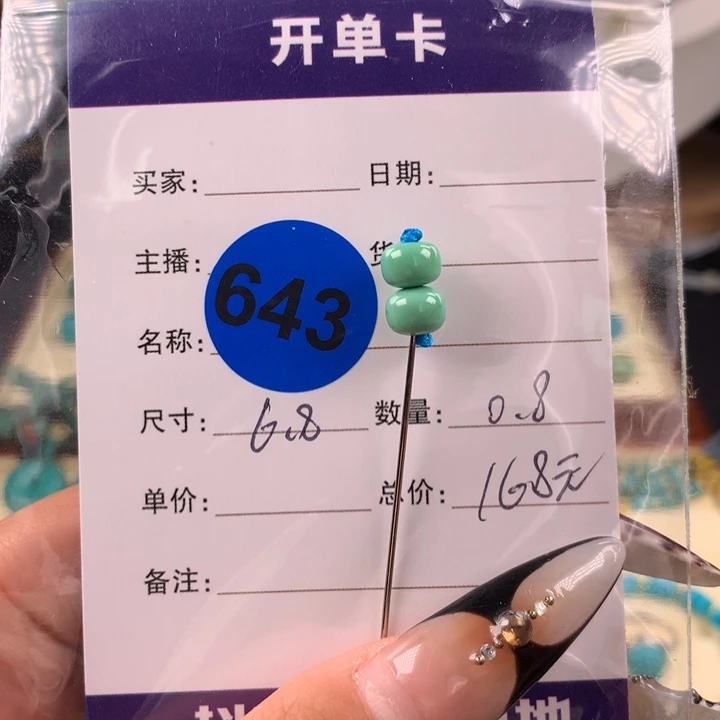 开单卡
买家: 日期:
主播: 货
643
名称:
尺寸: 6.8 数量: 0.8
单价: 总价: 168元
备注: